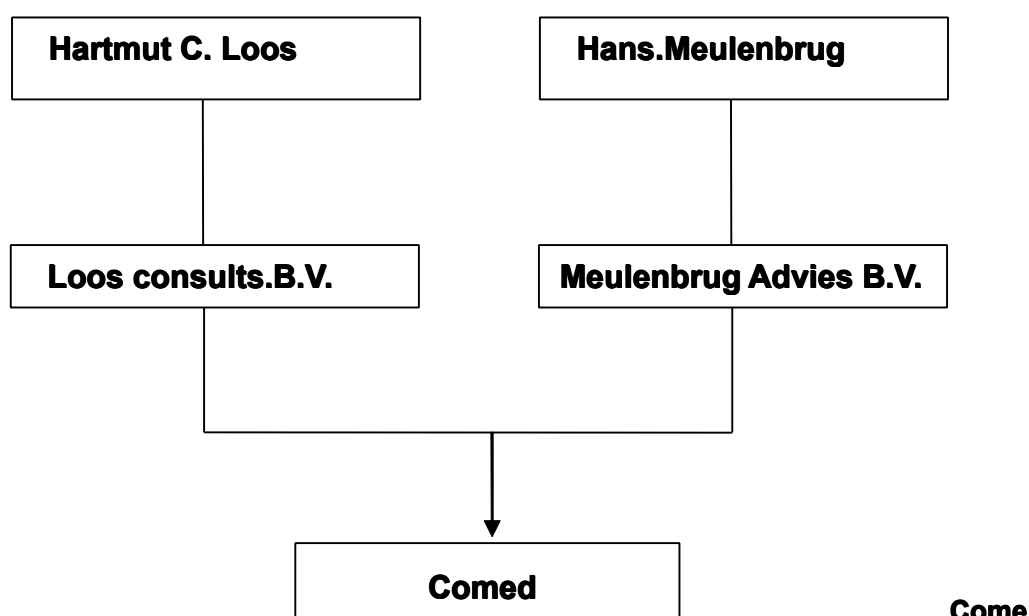 Hartmut C. Loos
Hans.Meulenbrug
Loos consults.B.V.
Meulenbrug Advies B.V.
Comed